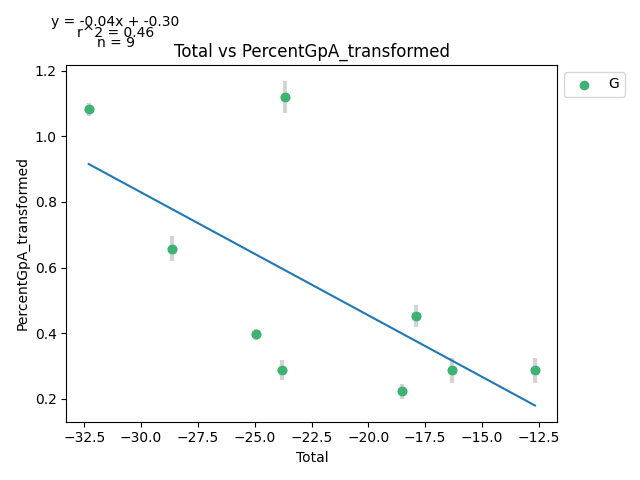 y = -0.04x + -0.30
r^2 = 0.46
n = 9
Total vs PercentGpA_transformed
G
1.2
1.0
0.8
0.6
0.4
0.2
PercentGpA_transformed
−32.5 −30.0 −27.5 −25.0 −22.5 −20.0 −17.5 −15.0 −12.5
Total